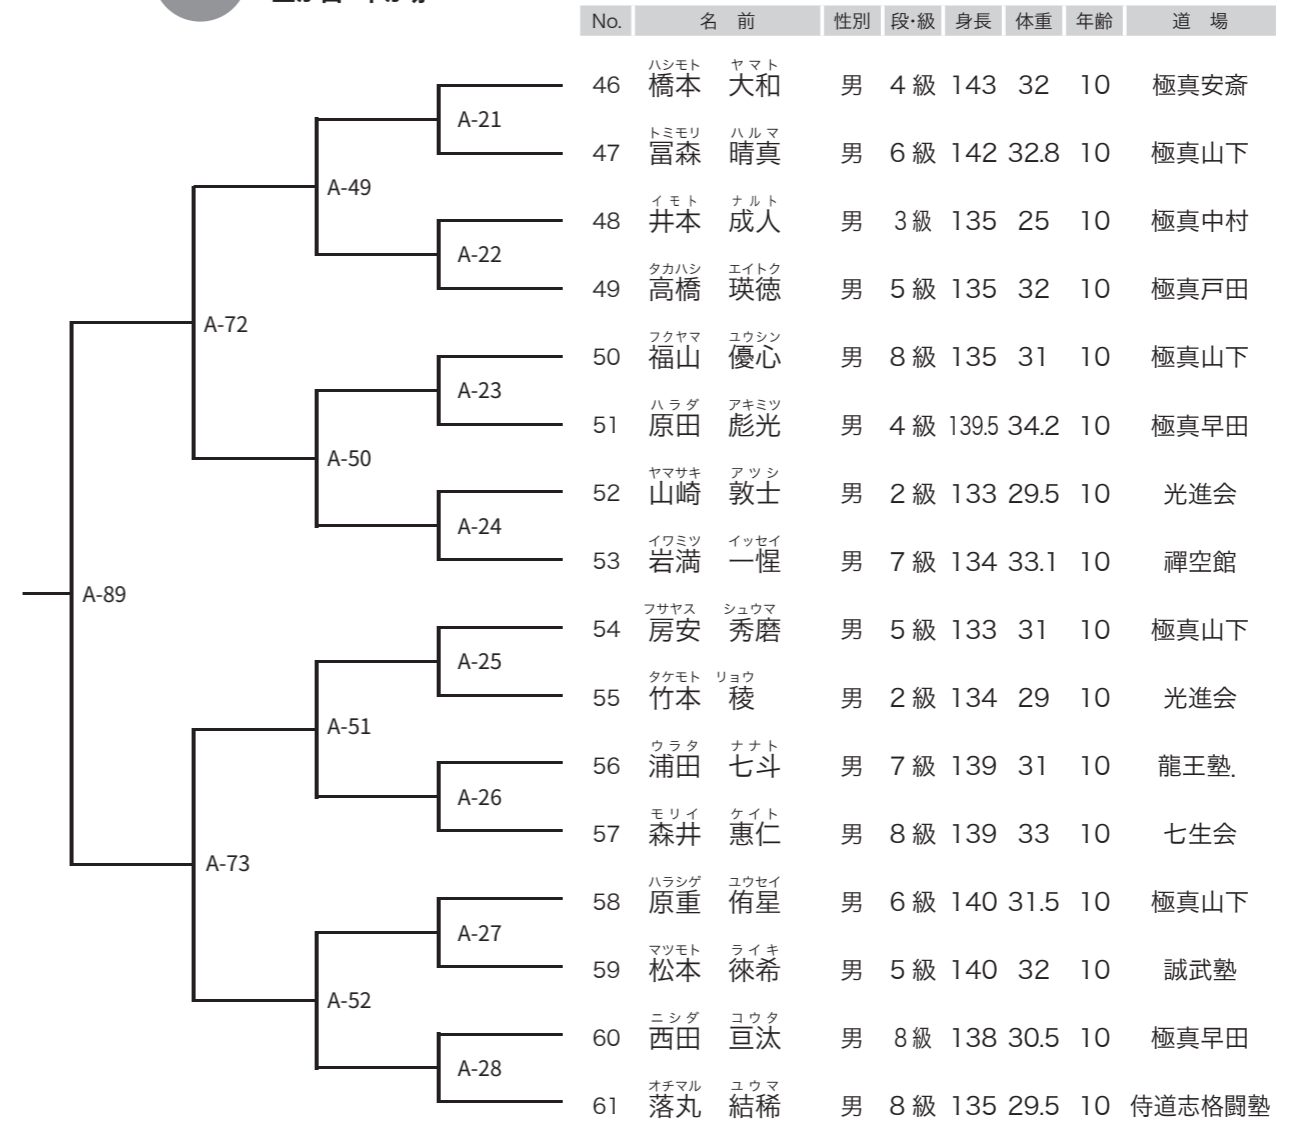 No. 名 前 性別 段・級 身長 体重 年齢 道 場
ハシモト ヤマト
46 橋本 大和 男 4級 143 32 10 極真安斎
A-21
トミモリ ハルマ
47 冨森 晴真 男 6級 142 32.8 10 極真山下
A-49
イモト ナルト
48 井本 成人 男 3級 135 25 10 極真中村
A-22
タカハシ エイトク
49 高橋 瑛徳 男 5級 135 32 10 極真戸田
A-72
フクヤマ ユウシン
50 福山 優心 男 8級 135 31 10 極真山下
A-23
ハラダ アキミツ
51 原田 彪光 男 4級 139.5 34.2 10 極真早田
A-50
ヤマサキ アツシ
52 山崎 敦士 男 2級 133 29.5 10 光進会
A-24
イワミツ イッセイ
53 岩満 一惺 男 7級 134 33.1 10 禪空館
A-89
フサヤス シュウマ
54 房安 秀磨 男 5級 133 31 10 極真山下
A-25
タケモト リョウ
55 竹本 稜 男 2級 134 29 10 光進会
A-51
ウラタ ナナト
56 浦田 七斗 男 7級 139 31 10 龍王塾.
A-26
モリイ ケイト
57 森井 惠仁 男 8級 139 33 10 七生会
A-73
ハラシゲ ユウセイ
58 原重 侑星 男 6級 140 31.5 10 極真山下
A-27
マツモト ライキ
59 松本 徠希 男 5級 140 32 10 誠武塾
A-52
ニシダ コウタ
60 西田 亘汰 男 8級 138 30.5 10 極真早田
A-28
オチマル ユウマ
61 落丸 結稀 男 8級 135 29.5 10 侍道志格闘塾